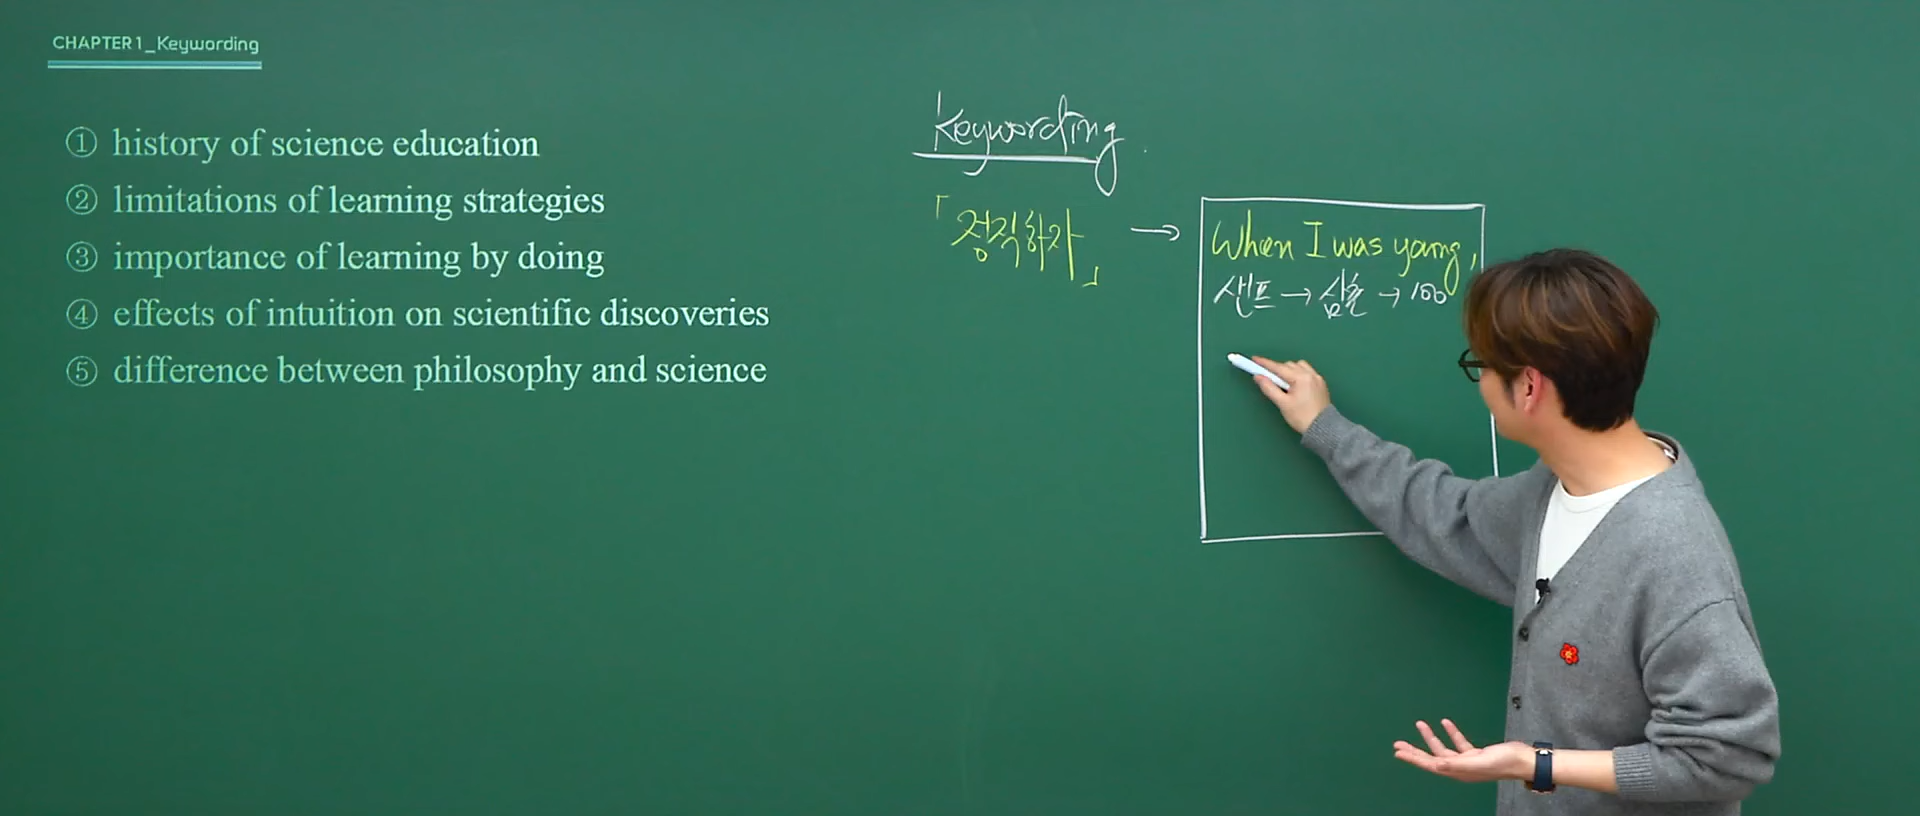 CHAPTER 1_Keywording
① history of science education
② limitations of learning strategies
③ importance of learning by doing
④ effects of intuition on scientific discoveries
⑤ difference between philosophy and science
Keywording
「정직하자」 →
When I was young,
샌프 → 심흥 → 100